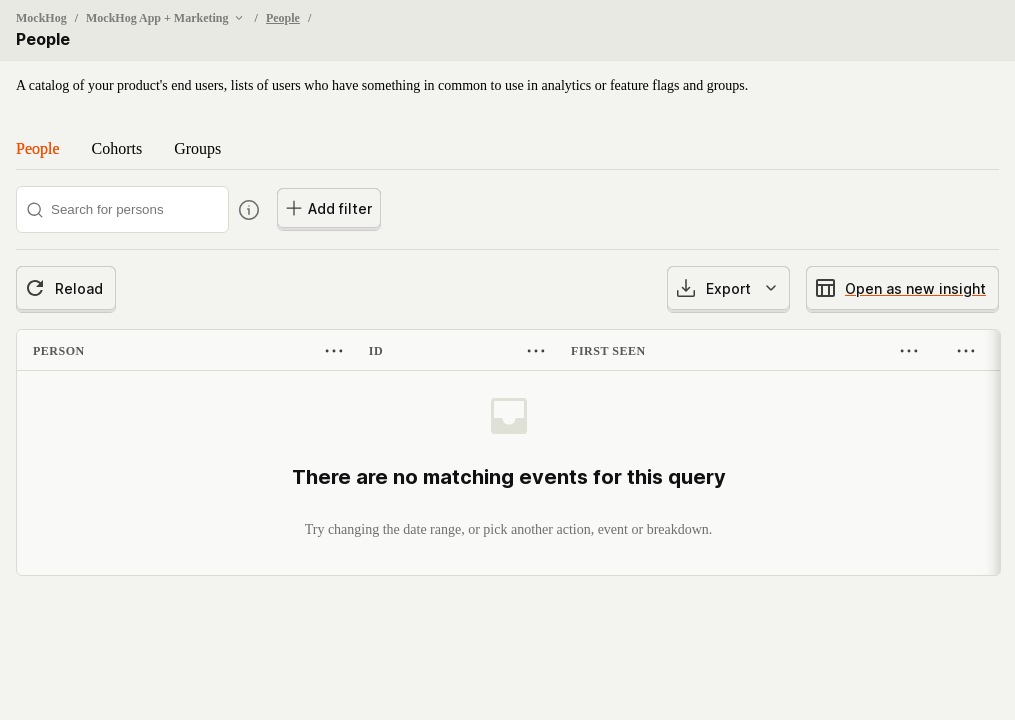 MockHog / MockHog App + Marketing / People /
People
A catalog of your product's end users, lists of users who have something in common to use in analytics or feature flags and groups.
People Cohorts Groups
Search for persons Add filter
Reload Export Open as new insight
PERSON ID FIRST SEEN
There are no matching events for this query
Try changing the date range, or pick another action, event or breakdown.